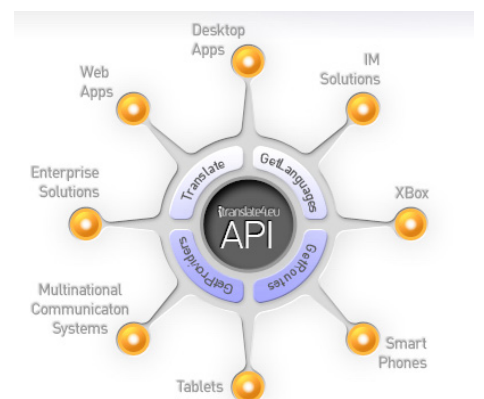 Desktop
Apps
IM
Solutions
Web
Apps
Translate
GetLanguages
Enterprise
Solutions
XBox
itranslate4.eu
API
GetProviders
GetRoutes
Multinational
Communicaton
Systems
Smart
Phones
Tablets